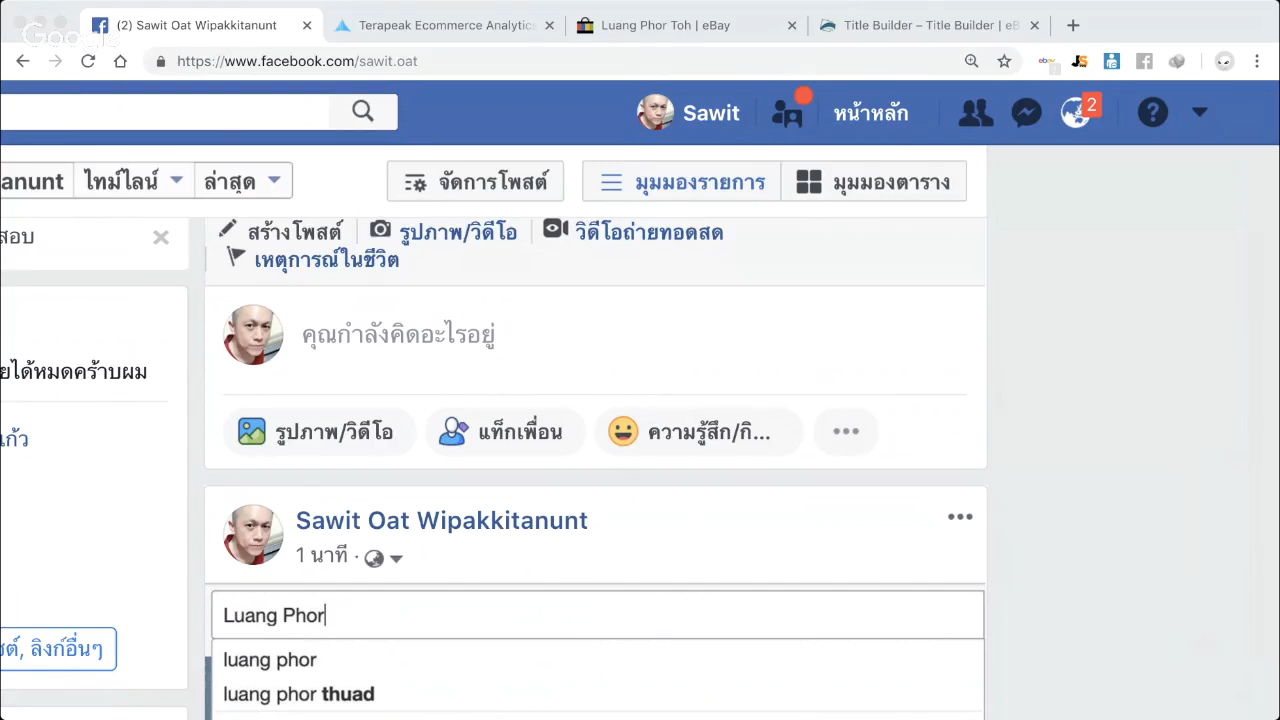 (2) Sawit Oat Wipakkitanunt
Terapeak Ecommerce Analytics
Luang Phor Toh | eBay
Title Builder – Title Builder | eB
https://www.facebook.com/sawit.oat
Sawit
หน้าหลัก
2
anunt
ไทม์ไลน์
ล่าสุด
จัดการโพสต์
มุมมองรายการ
มุมมองตาราง
สอบ
สร้างโพสต์
รูปภาพ/วิดีโอ
วิดีโอถ่ายทอดสด
เหตุการณ์ในชีวิต
คุณกำลังคิดอะไรอยู่
ยได้หมดคร้าบผม
รูปภาพ/วิดีโอ
แท็กเพื่อน
ความรู้สึก/กิ...
Sawit Oat Wipakkitanunt
1 นาที ·
Luang Phor
ลิงก์อื่นๆ
luang phor
luang phor thuad